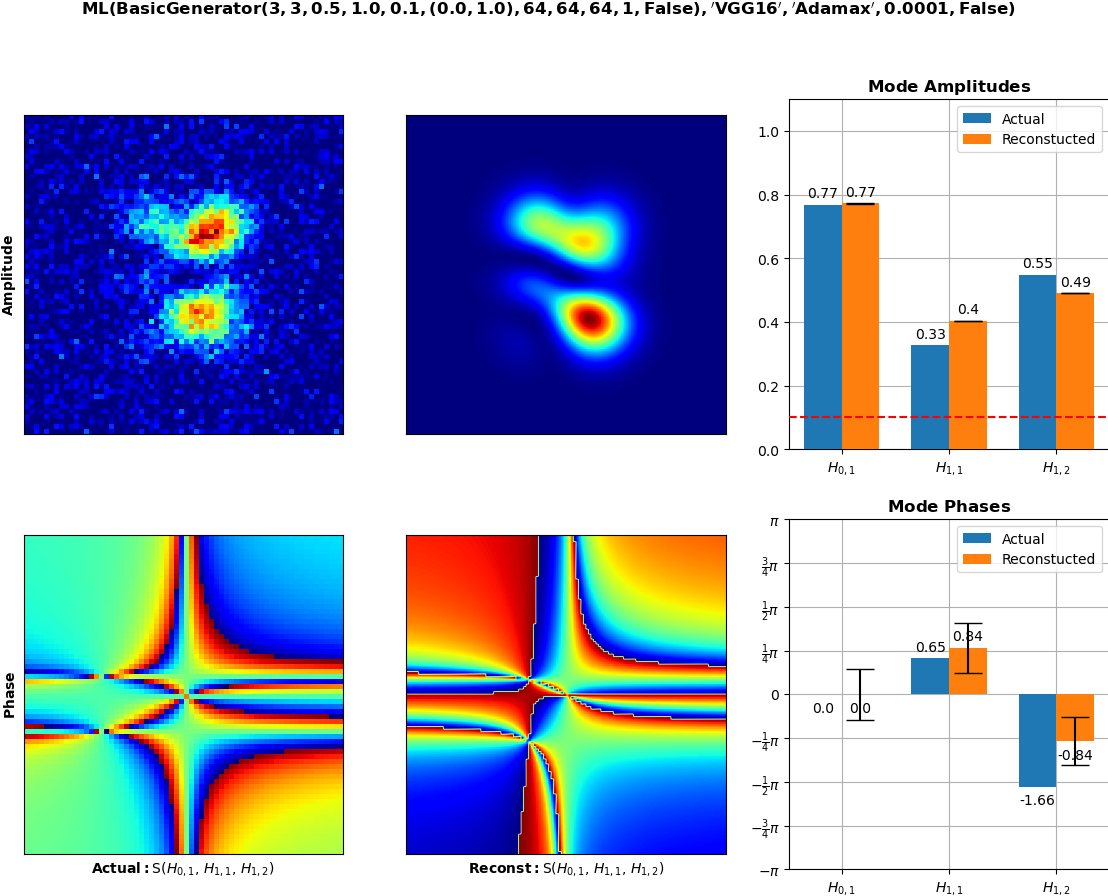 ML(BasicGenerator(3, 3, 0.5, 1.0, 0.1, (0.0, 1.0), 64, 64, 64, 1, False), ′VGG16′, ′Adamax′, 0.0001, False)
Amplitude
Mode Amplitudes
Actual
Reconstucted
1.0
0.8
0.6
0.4
0.2
0.0
0.77
0.77
0.33
0.4
0.55
0.49
H0, 1
H1, 1
H1, 2
Phase
Actual: S(H0, 1, H1, 1, H1, 2)
Reconst: S(H0, 1, H1, 1, H1, 2)
Mode Phases
Actual
Reconstucted
π
3/4π
1/2π
1/4π
0
−1/4π
−1/2π
−3/4π
−π
0.0
0.0
0.65
0.84
-1.66
-0.84
H0, 1
H1, 1
H1, 2